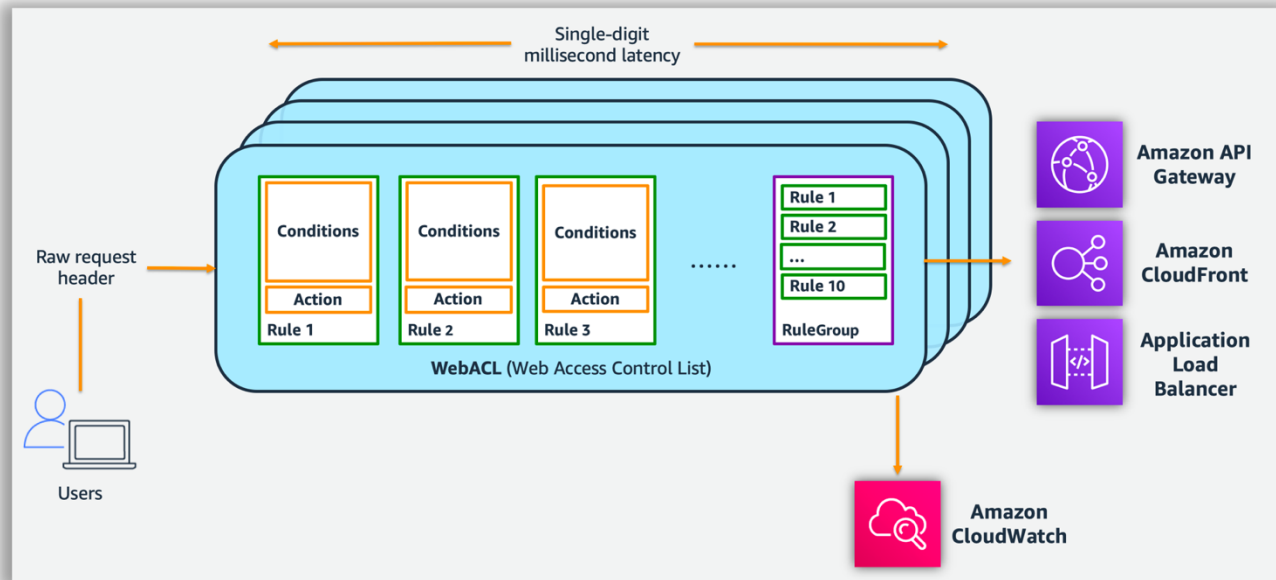 Single-digit
millisecond latency
Raw request
header
Users
Conditions
Action
Rule 1
Conditions
Action
Rule 2
Conditions
Action
Rule 3
......
Rule 1
Rule 2
...
Rule 10
RuleGroup
WebACL (Web Access Control List)
Amazon API
Gateway
Amazon
CloudFront
</>
Application
Load
Balancer
Amazon
CloudWatch